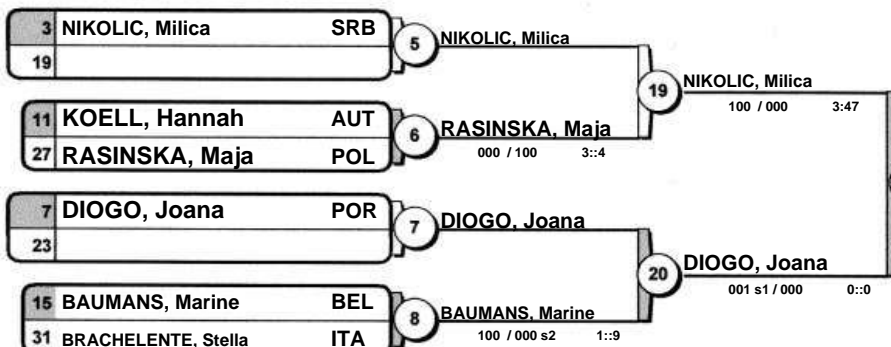 3 NIKOLIC, Milica SRB
19
5
NIKOLIC, Milica
11 KOELL, Hannah AUT
27 RASINSKA, Maja POL
6
RASINSKA, Maja
000 / 100 3::4
19
NIKOLIC, Milica
100 / 000 3:47
7 DIOGO, Joana POR
23
7
DIOGO, Joana
15 BAUMANS, Marine BEL
31 BRACHELENTE, Stella ITA
8
BAUMANS, Marine
100 / 000 s2 1::9
20
DIOGO, Joana
001 s1 / 000 0::0